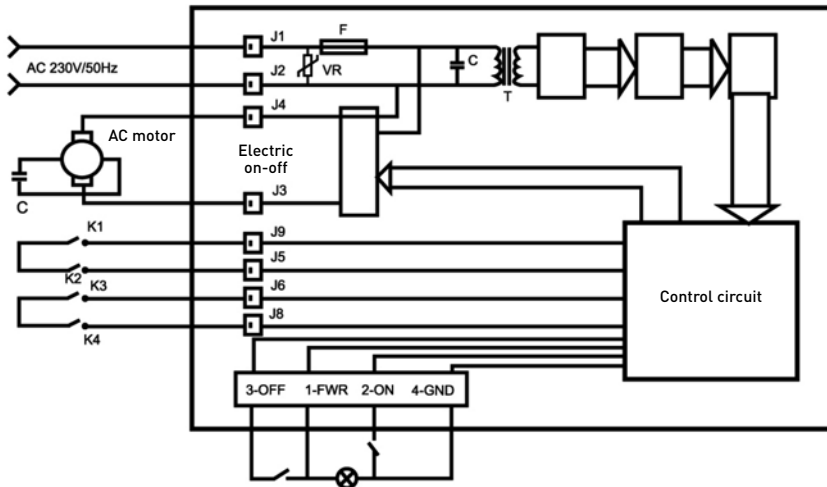 J1
F
AC 230V/50Hz
J2
VR
C
T
J4
AC motor
Electric
on-off
C
J3
K1
J9
K2
J5
K3
J6
Control circuit
K4
J8
3-OFF 1-FWR 2-ON 4-GND